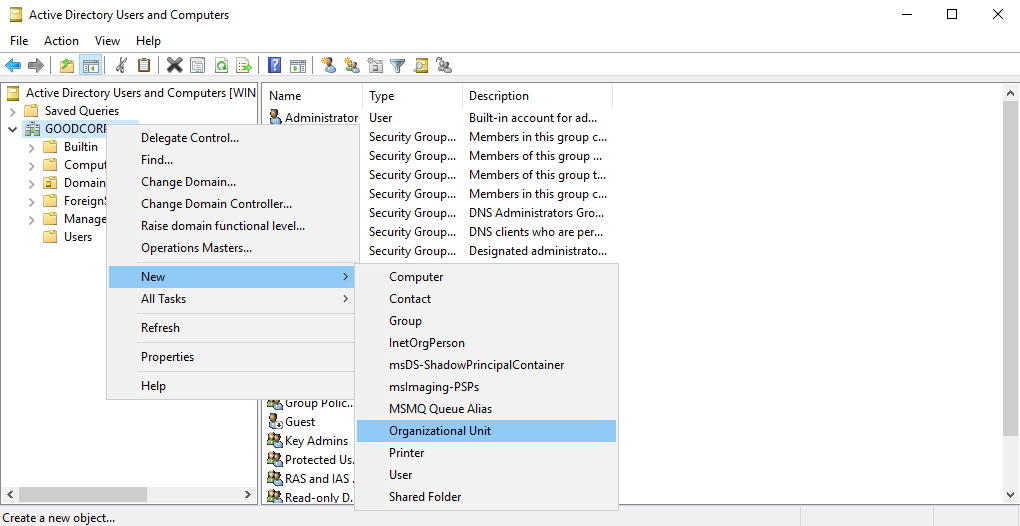 Active Directory Users and Computers
File Action View Help
Active Directory Users and Computers [WIN
Saved Queries
GOODCORP
Builtin
Comput
Domain
ForeignS
Manage
Users
Name Type Description
Administrator User Built-in account for ad...
Security Group... Members in this group c...
Security Group... Members of this group ...
Security Group... Members of this group t...
Security Group... Members in this group c...
Security Group... DNS Administrators Gro...
Security Group... DNS clients who are per...
Security Group... Designated administrato...
Group Polic...
Guest
Key Admins
Protected Us...
RAS and IAS ...
Read-only D...
Delegate Control...
Find...
Change Domain...
Change Domain Controller...
Raise domain functional level...
Operations Masters...
New
All Tasks
Refresh
Properties
Help
Computer
Contact
Group
InetOrgPerson
msDS-ShadowPrincipalContainer
msImaging-PSPs
MSMQ Queue Alias
Organizational Unit
Printer
User
Shared Folder
Create a new object...